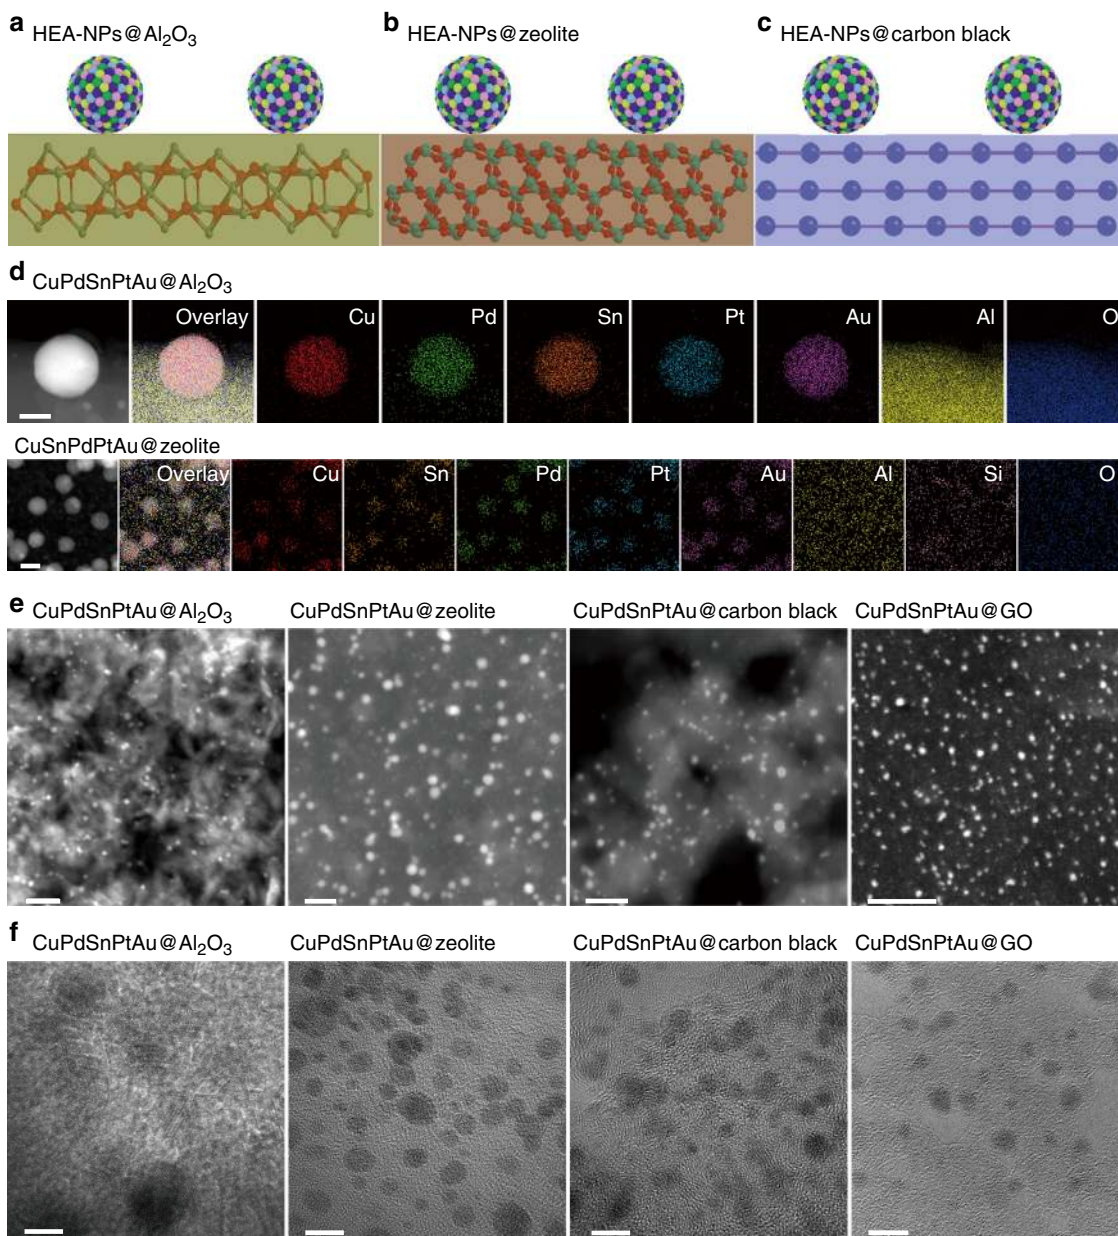 a HEA-NPs@Al₂O₃
b HEA-NPs@zeolite
c HEA-NPs@carbon black
d CuPdSnPtAu@Al₂O₃
Overlay Cu Pd Sn Pt Au Al O
CuSnPdPtAu@zeolite
Overlay Cu Sn Pd Pt Au Al Si O
e CuPdSnPtAu@Al₂O₃ CuPdSnPtAu@zeolite CuPdSnPtAu@carbon black CuPdSnPtAu@GO
f CuPdSnPtAu@Al₂O₃ CuPdSnPtAu@zeolite CuPdSnPtAu@carbon black CuPdSnPtAu@GO